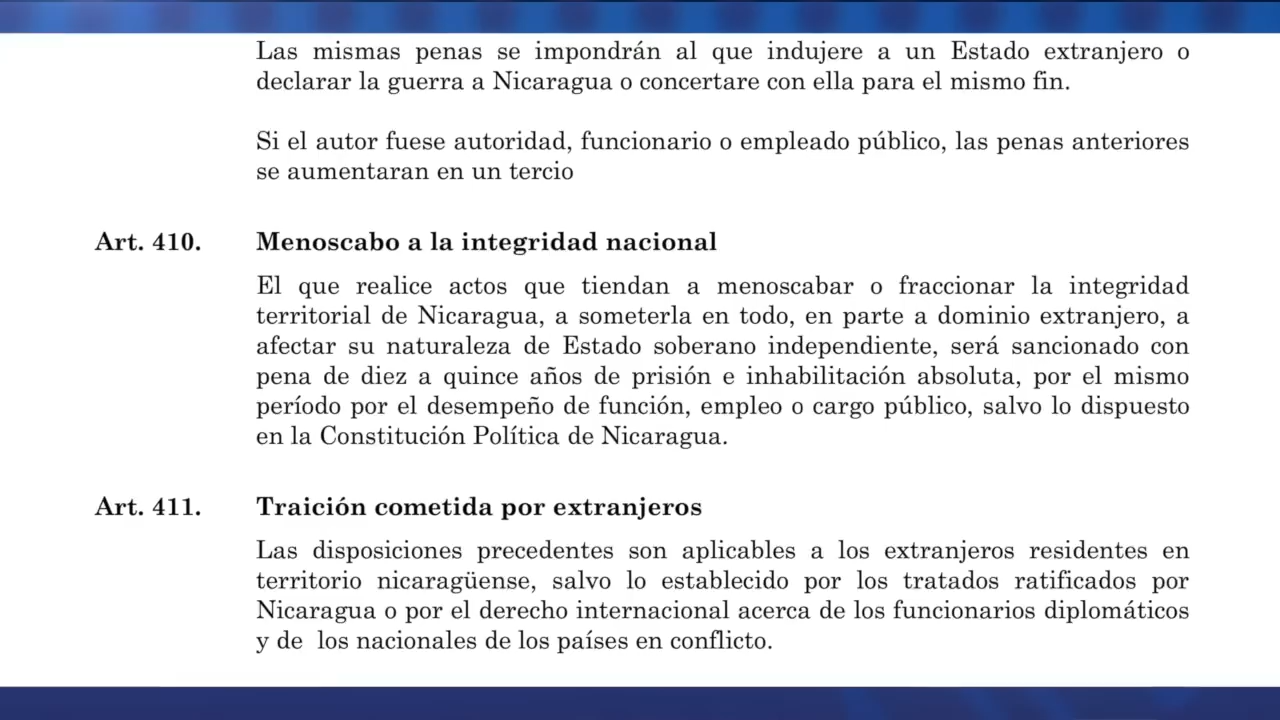 Las mismas penas se impondrán al que indujere a un Estado extranjero o
declarar la guerra a Nicaragua o concertare con ella para el mismo fin.
Si el autor fuese autoridad, funcionario o empleado público, las penas anteriores
se aumentaran en un tercio
Art. 410. Menoscabo a la integridad nacional
El que realice actos que tiendan a menoscabar o fraccionar la integridad
territorial de Nicaragua, a someterla en todo, en parte a dominio extranjero, a
afectar su naturaleza de Estado soberano independiente, será sancionado con
pena de diez a quince años de prisión e inhabilitación absoluta, por el mismo
período por el desempeño de función, empleo o cargo público, salvo lo dispuesto
en la Constitución Política de Nicaragua.
Art. 411. Traición cometida por extranjeros
Las disposiciones precedentes son aplicables a los extranjeros residentes en
territorio nicaragüense, salvo lo establecido por los tratados ratificados por
Nicaragua o por el derecho internacional acerca de los funcionarios diplomáticos
y de los nacionales de los países en conflicto.